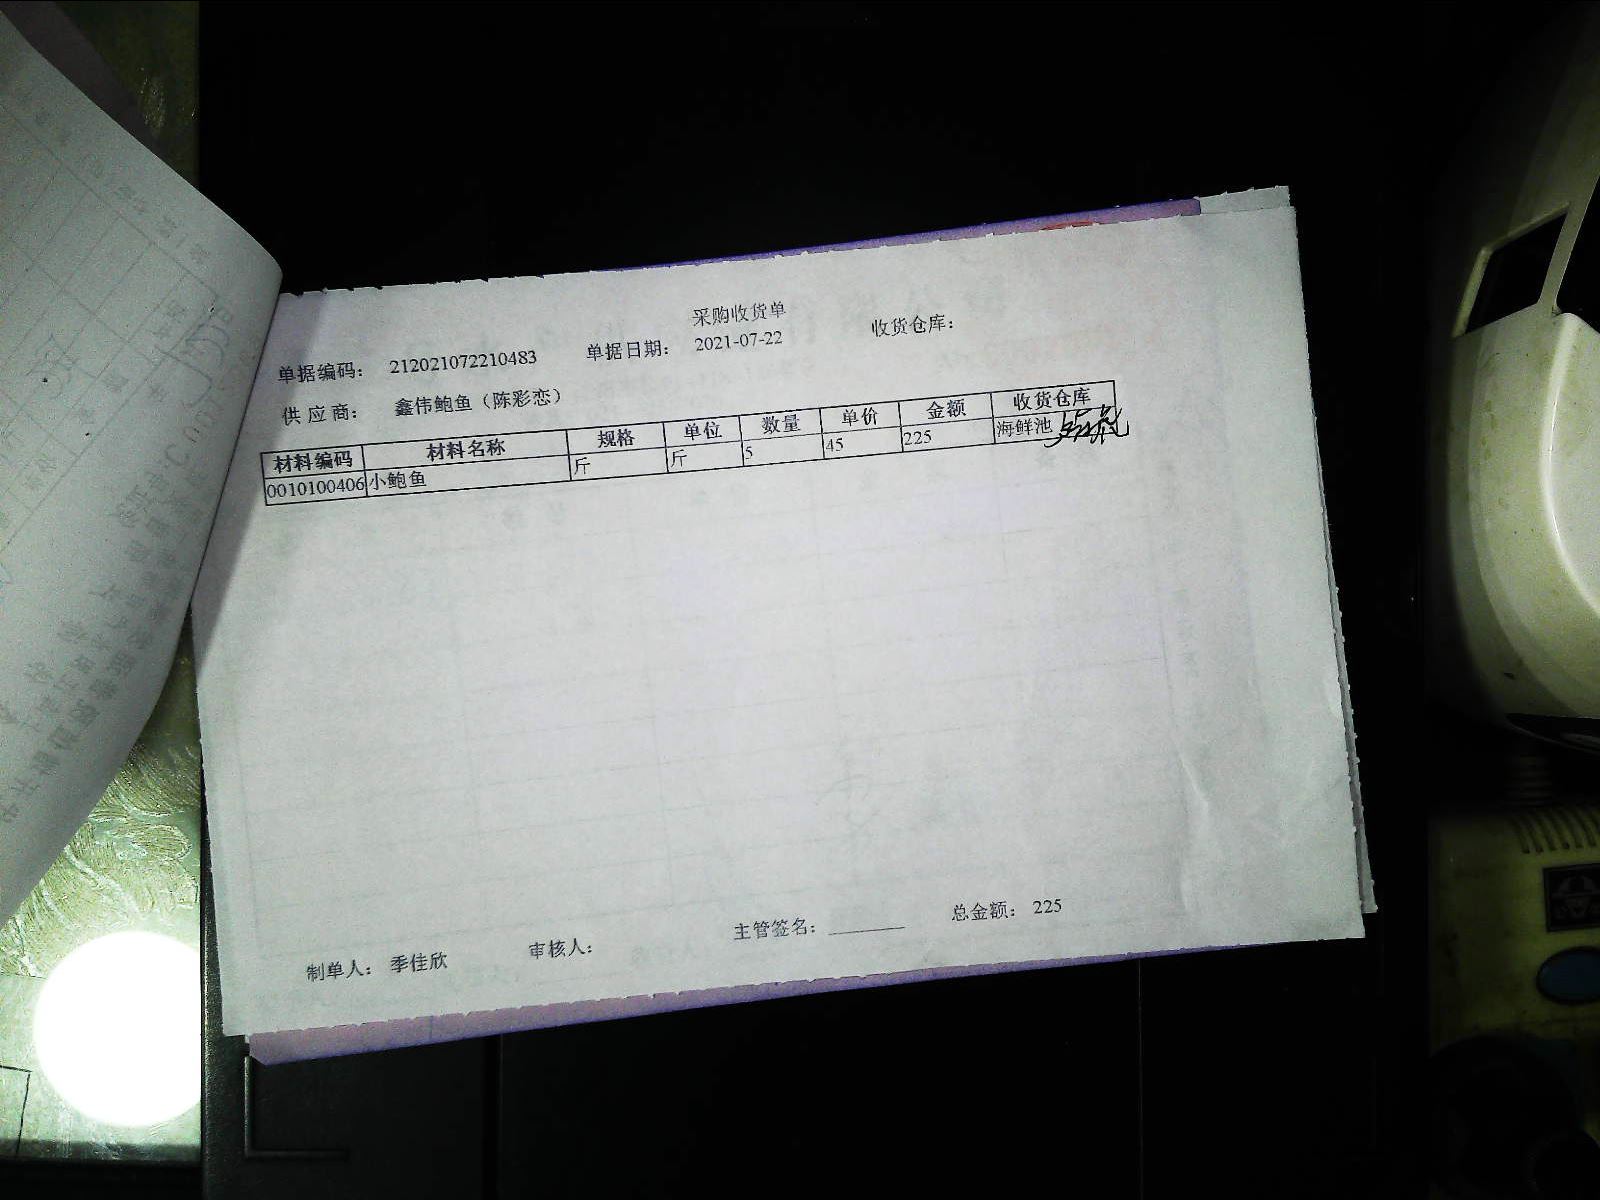 采购收货单
单据编码： 212021072210483 单据日期： 2021-07-22 收货仓库：
供应商： 鑫伟鲍鱼（陈彩恋）
材料编码 材料名称 规格 单位 数量 单价 金额 收货仓库
0010100406 小鲍鱼 斤 斤 5 45 225 海鲜池
制单人： 季佳欣 审核人： 主管签名： 总金额： 225